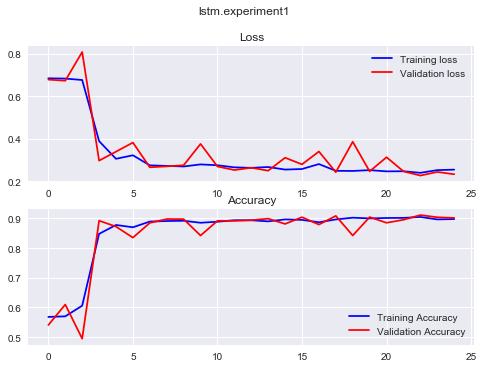 lstm.experiment1
Loss
0.8
0.6
0.4
0.2
Training loss
Validation loss
0 5 10 15 20 25
Accuracy
0.9
0.8
0.7
0.6
0.5
Training Accuracy
Validation Accuracy
0 5 10 15 20 25